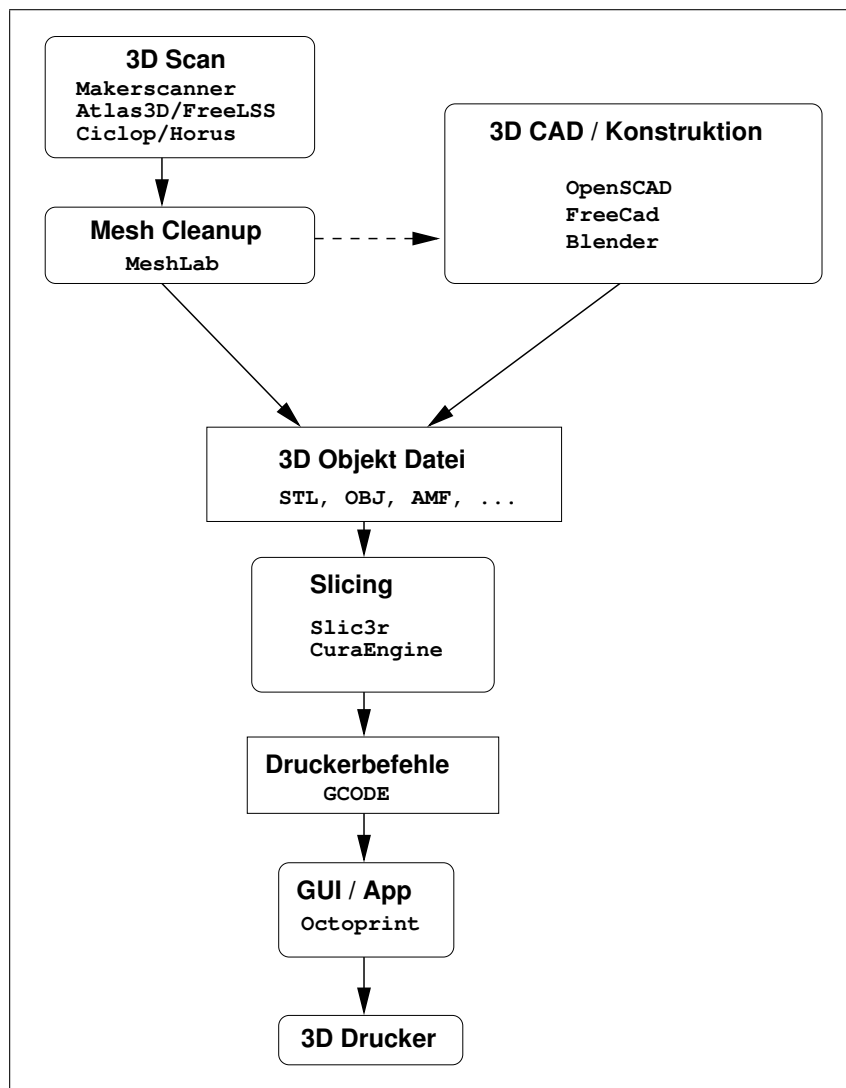 3D Scan
Makerscanner
Atlas3D/FreeLSS
Ciclop/Horus
Mesh Cleanup
MeshLab
3D CAD / Konstruktion
OpenSCAD
FreeCad
Blender
3D Objekt Datei
STL, OBJ, AMF, ...
Slicing
Slic3r
CuraEngine
Druckerbefehle
GCODE
GUI / App
Octoprint
3D Drucker